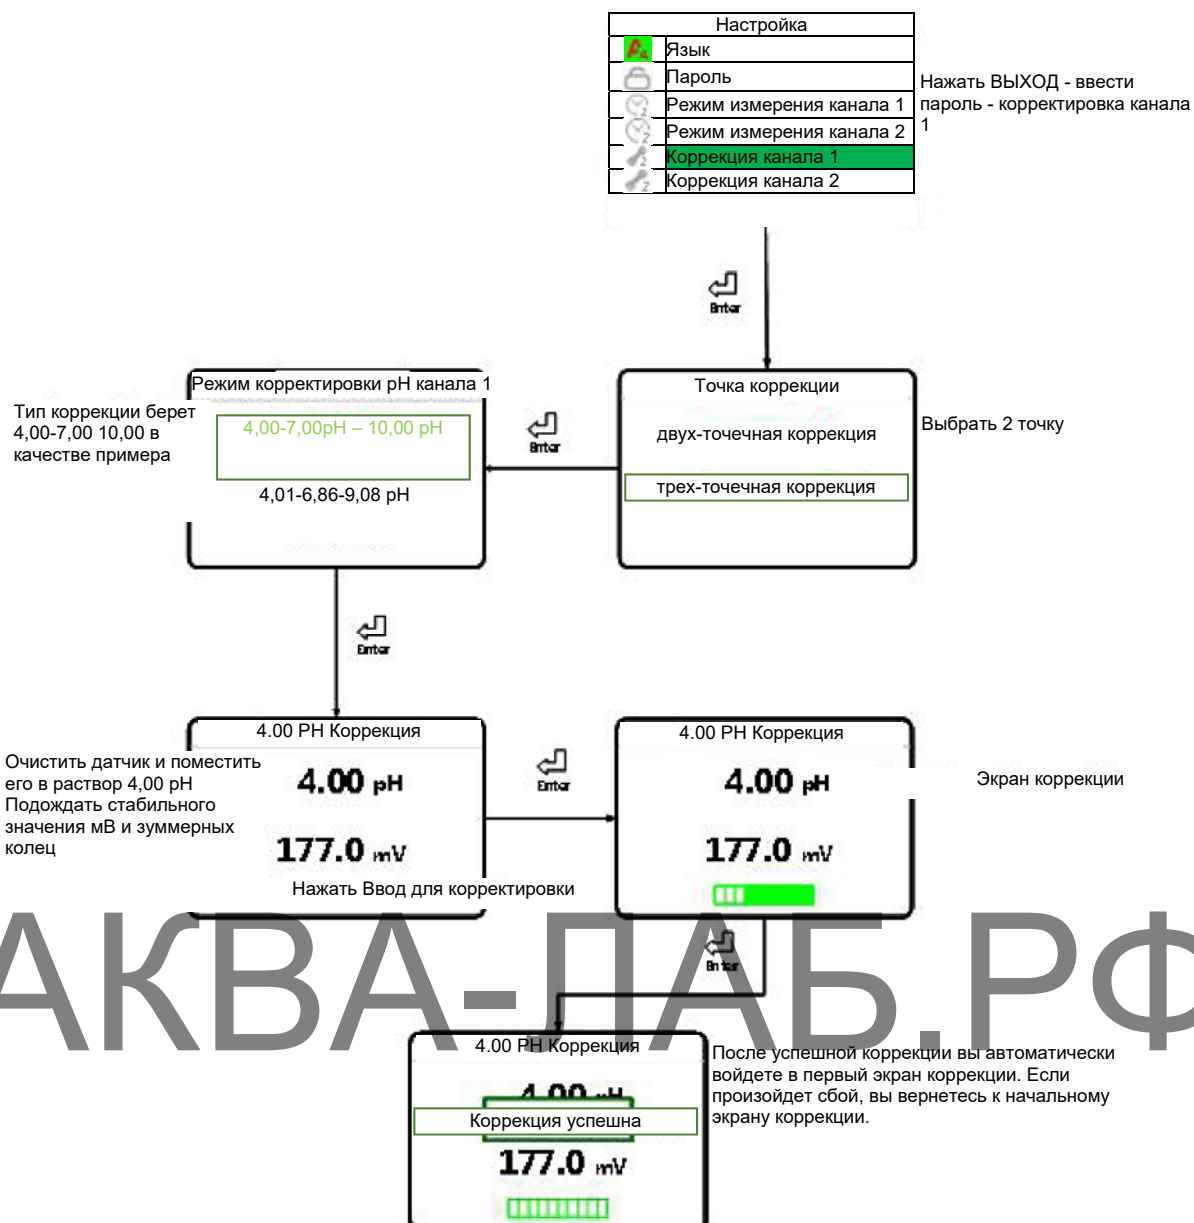 Настройка
Язык
Пароль
Режим измерения канала 1
Режим измерения канала 2
Коррекция канала 1
Коррекция канала 2
Нажать ВЫХОД - ввести
пароль - корректировка канала
1
Enter
Точка коррекции
двух-точечная коррекция
трех-точечная коррекция
Выбрать 2 точку
Enter
Режим корректировки pH канала 1
4,00-7,00pH – 10,00 pH
4,01-6,86-9,08 pH
Тип коррекции берет
4,00-7,00 10,00 в
качестве примера
Enter
4.00 PH Коррекция
4.00 pH
177.0 mV
Нажать Ввод для корректировки
Очистить датчик и поместить
его в раствор 4,00 pH
Подождать стабильного
значения мВ и зуммерных
колец
Enter
4.00 PH Коррекция
4.00 pH
177.0 mV
Экран коррекции
Enter
АКВА-ЛАБ.РФ
4.00 PH Коррекция
4.00 pH
Коррекция успешна
177.0 mV
После успешной коррекции вы автоматически
войдете в первый экран коррекции. Если
произойдет сбой, вы вернетесь к начальному
экрану коррекции.